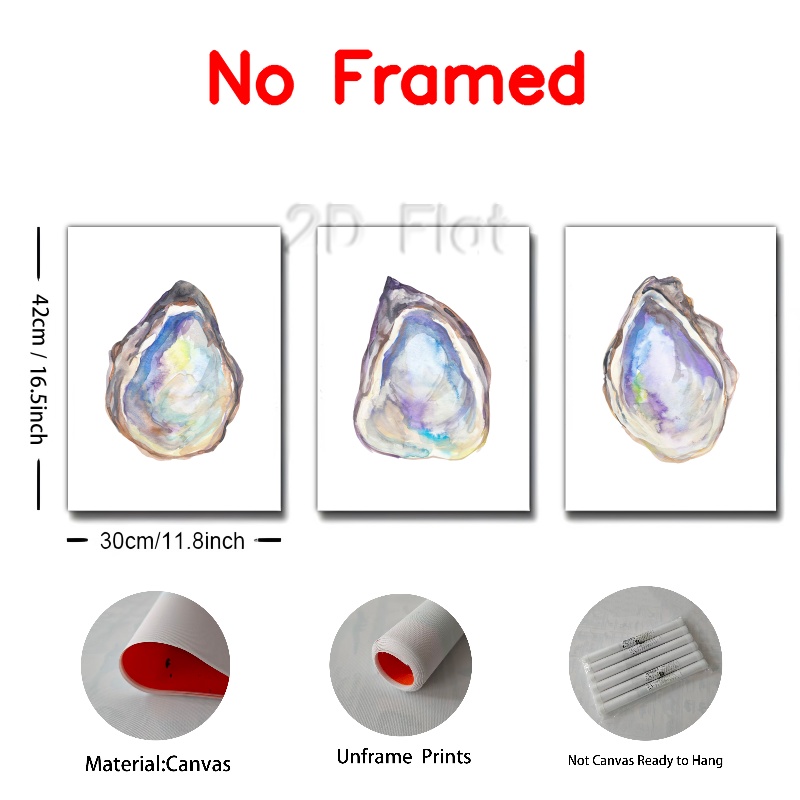 No Framed
2D Flat
42cm / 16.5inch
30cm/11.8inch
Material:Canvas
Unframe Prints
Not Canvas Ready to Hang